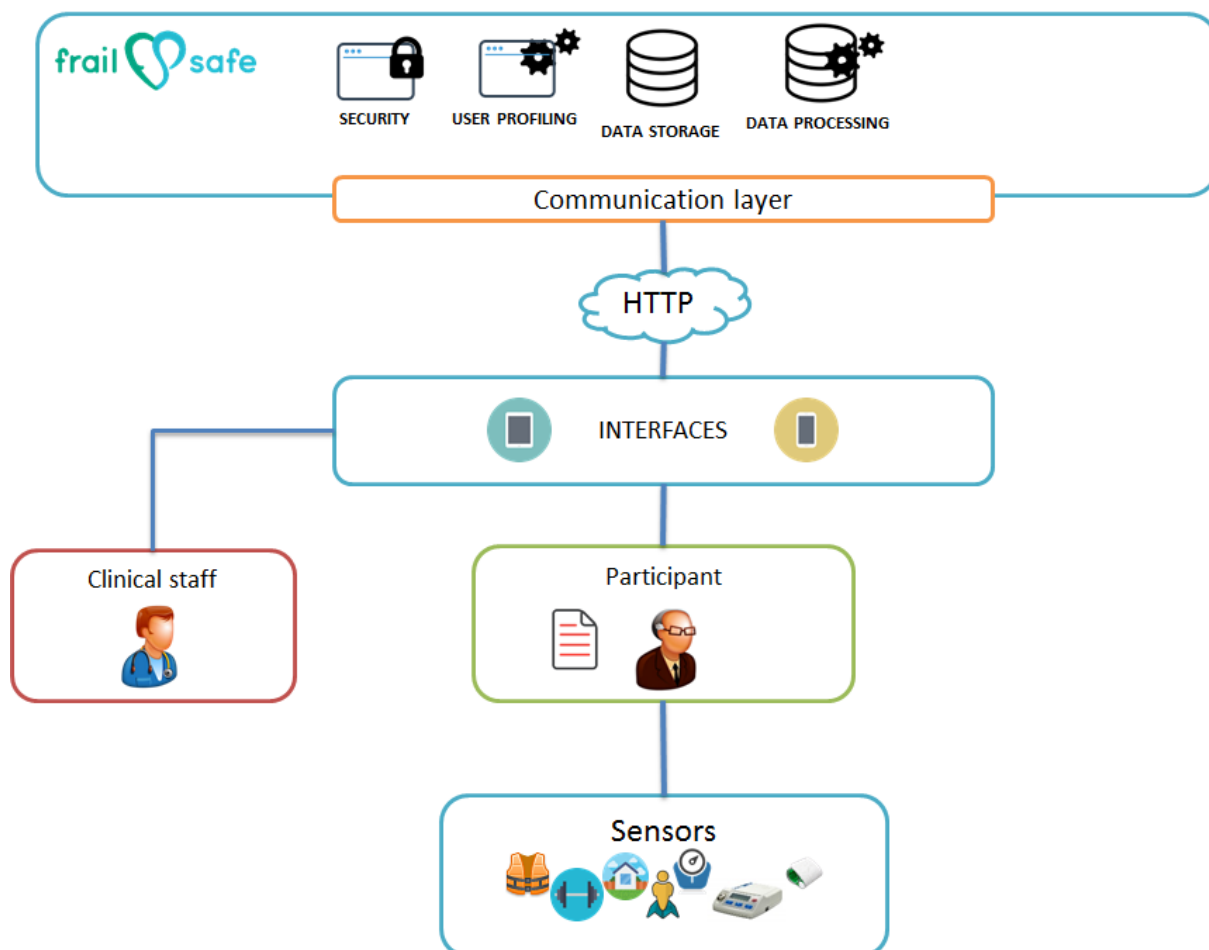 frail safe
SECURITY
USER PROFILING
DATA STORAGE
DATA PROCESSING
Communication layer
HTTP
INTERFACES
Clinical staff
Participant
Sensors